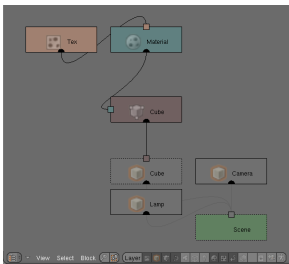 Tex
Material
Cube
Cube
Camera
Lamp
Scene
View Select Block Layer